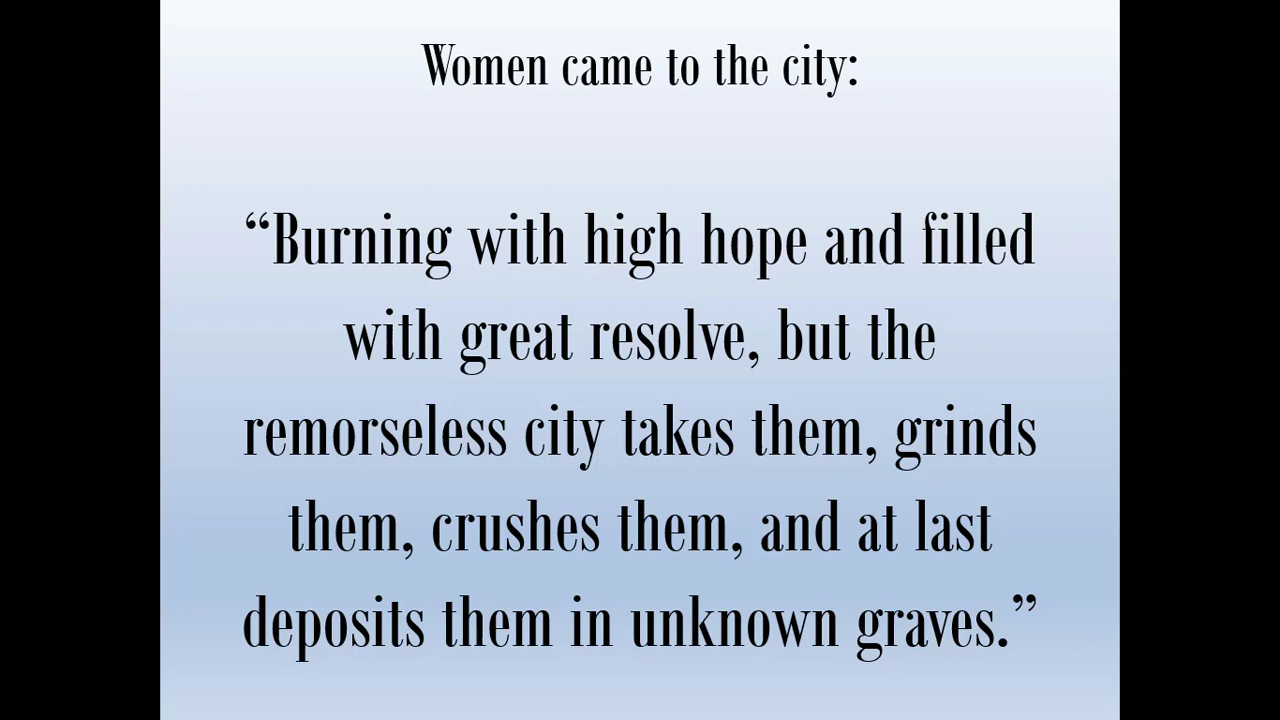 Women came to the city:
“Burning with high hope and filled
with great resolve, but the
remorseless city takes them, grinds
them, crushes them, and at last
deposits them in unknown graves.”